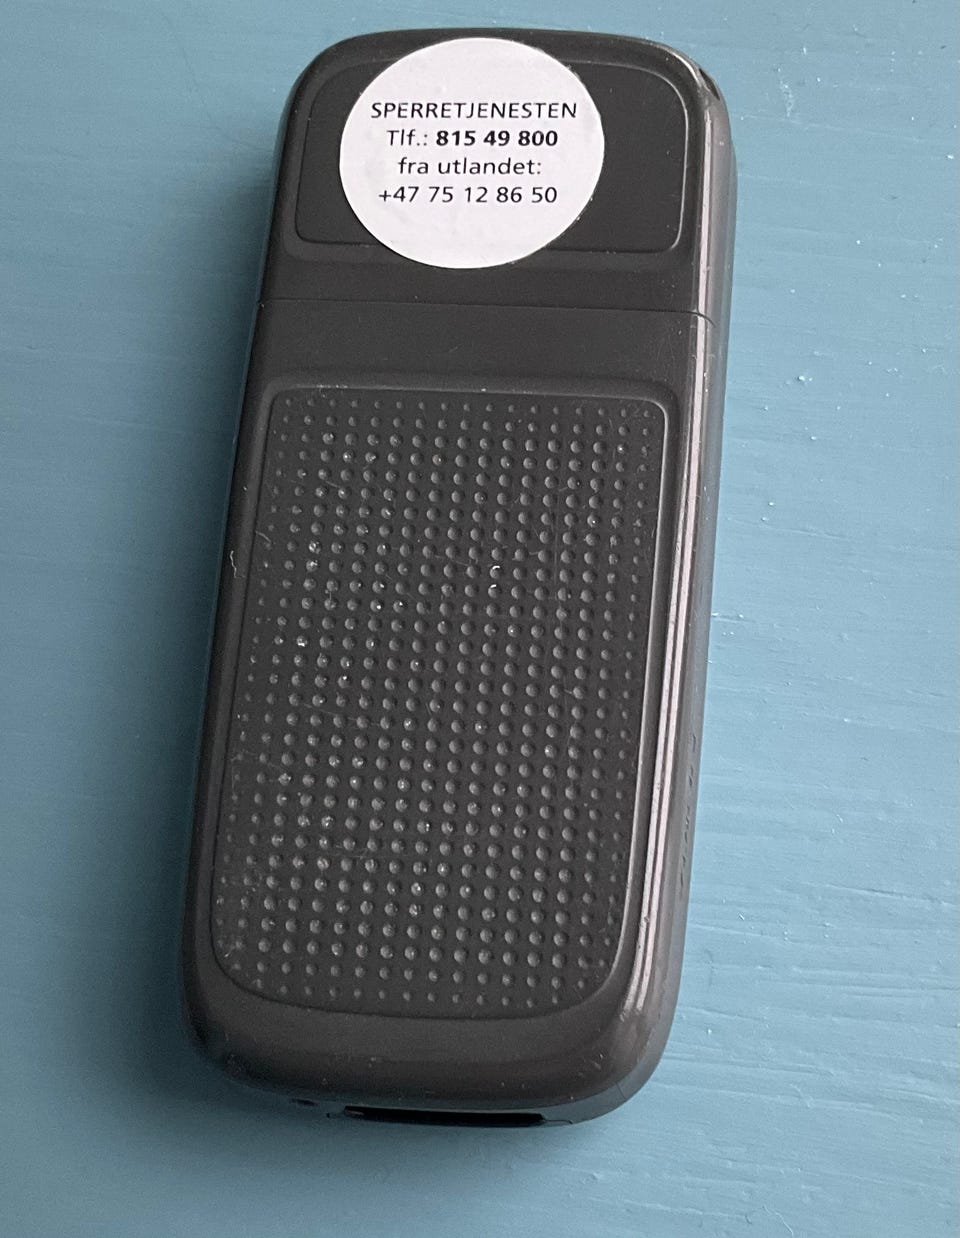 SPERRETJENESTEN
Tlf.: 815 49 800
fra utlandet:
+47 75 12 86 50